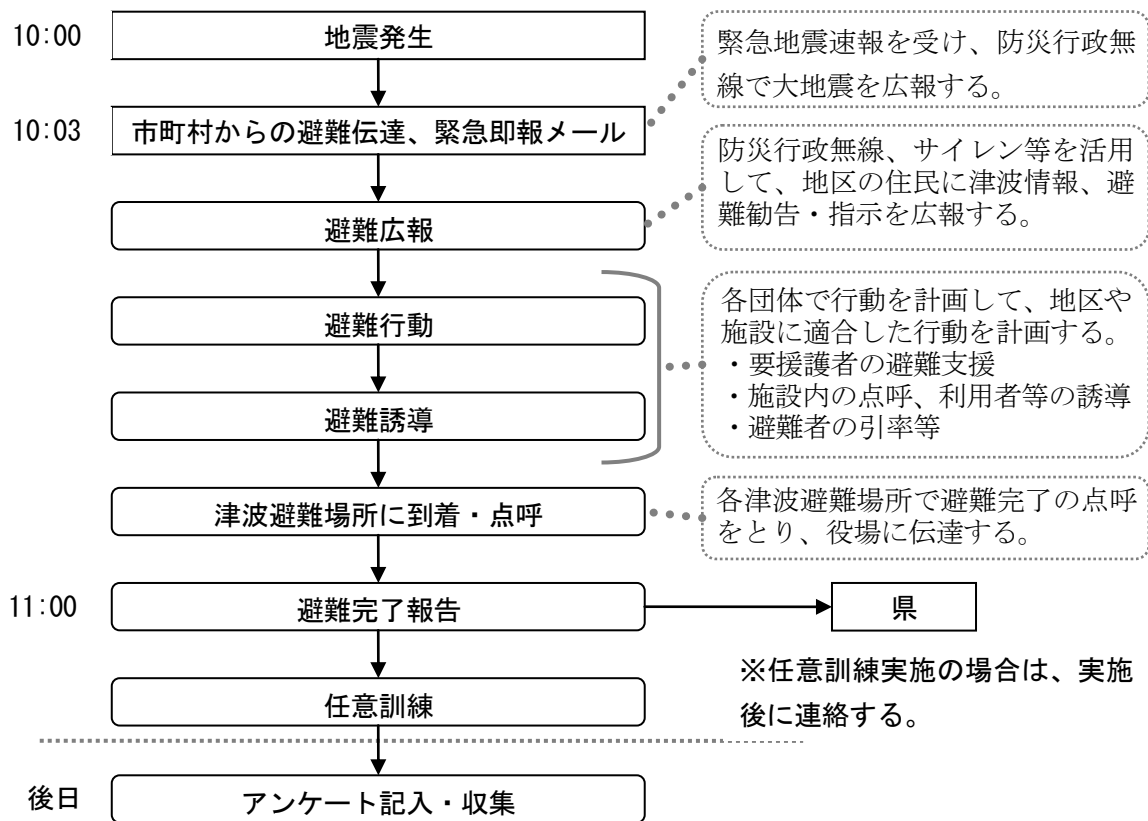 10:00
地震発生
緊急地震速報を受け、防災行政無
線で大地震を広報する。
10:03
市町村からの避難伝達、緊急即報メール
防災行政無線、サイレン等を活用
して、地区の住民に津波情報、避
難勧告・指示を広報する。
避難広報
避難行動
各団体で行動を計画して、地区や
施設に適合した行動を計画する。
・要援護者の避難支援
・施設内の点呼、利用者等の誘導
・避難者の引率等
避難誘導
津波避難場所に到着・点呼
各津波避難場所で避難完了の点呼
をとり、役場に伝達する。
11:00
避難完了報告
県
※任意訓練実施の場合は、実施
後に連絡する。
任意訓練
後日
アンケート記入・収集